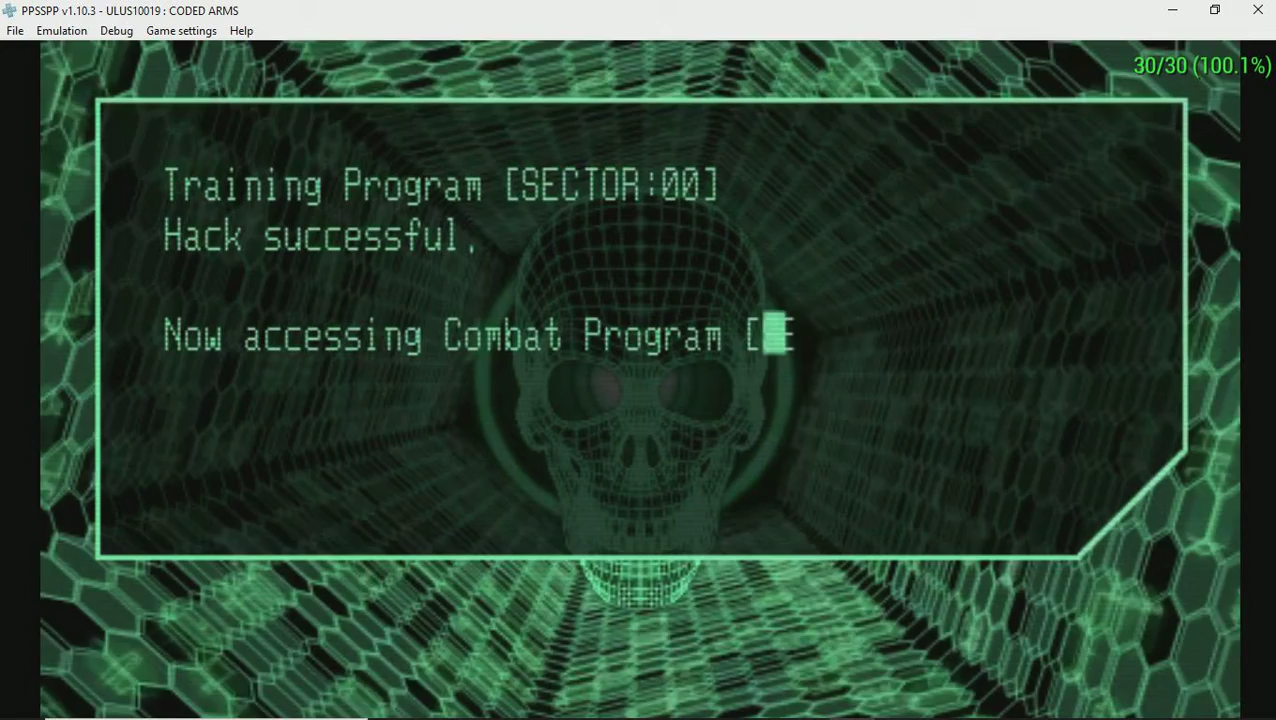 PPSSPP v1.10.3 - ULUS10019 : CODED ARMS
File Emulation Debug Game settings Help
30/30 (100.1%)
Training Program [SECTOR:00]
Hack successful.
Now accessing Combat Program [